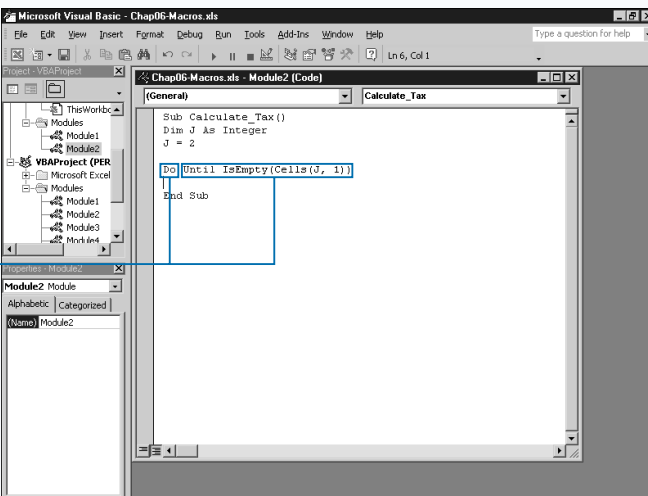 Microsoft Visual Basic - Chap06-Macros.xls
File Edit View Insert Format Debug Run Tools Add-Ins Window Help
Type a question for help
Ln 6, Col 1
Project - VBAProject
ThisWorkbc
Modules
Module1
Module2
VBAProject (PER
Microsoft Excel
Modules
Module1
Module2
Module3
Module4
Properties - Module2
Module2 Module
Alphabetic Categorized
(Name) Module2
Chap06-Macros.xls - Module2 (Code)
(General) Calculate_Tax
Sub Calculate_Tax()
Dim J As Integer
J = 2
Do Until IsEmpty(Cells(J, 1))
End Sub